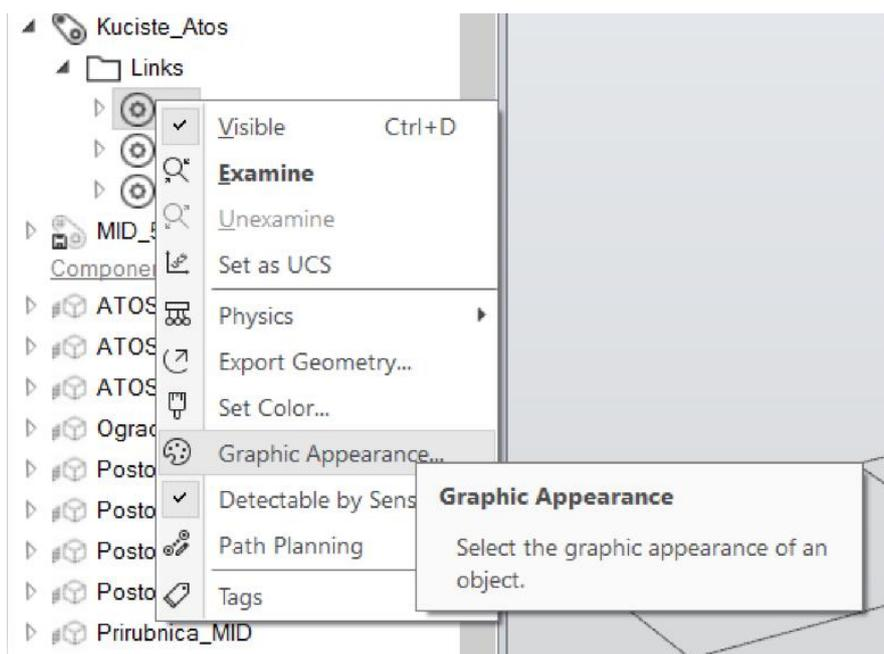 Kuciste_Atos
Links
Visible Ctrl+D
Examine
Unexamine
MID_
Set as UCS
Componen
ATOS
Physics
ATOS
Export Geometry...
ATOS
Set Color...
Ograd
Graphic Appearance...
Posto
Graphic Appearance
Detectable by Sens
Posto
Select the graphic appearance of an
object.
Path Planning
Posto
Posto
Tags
Prirubnica_MID